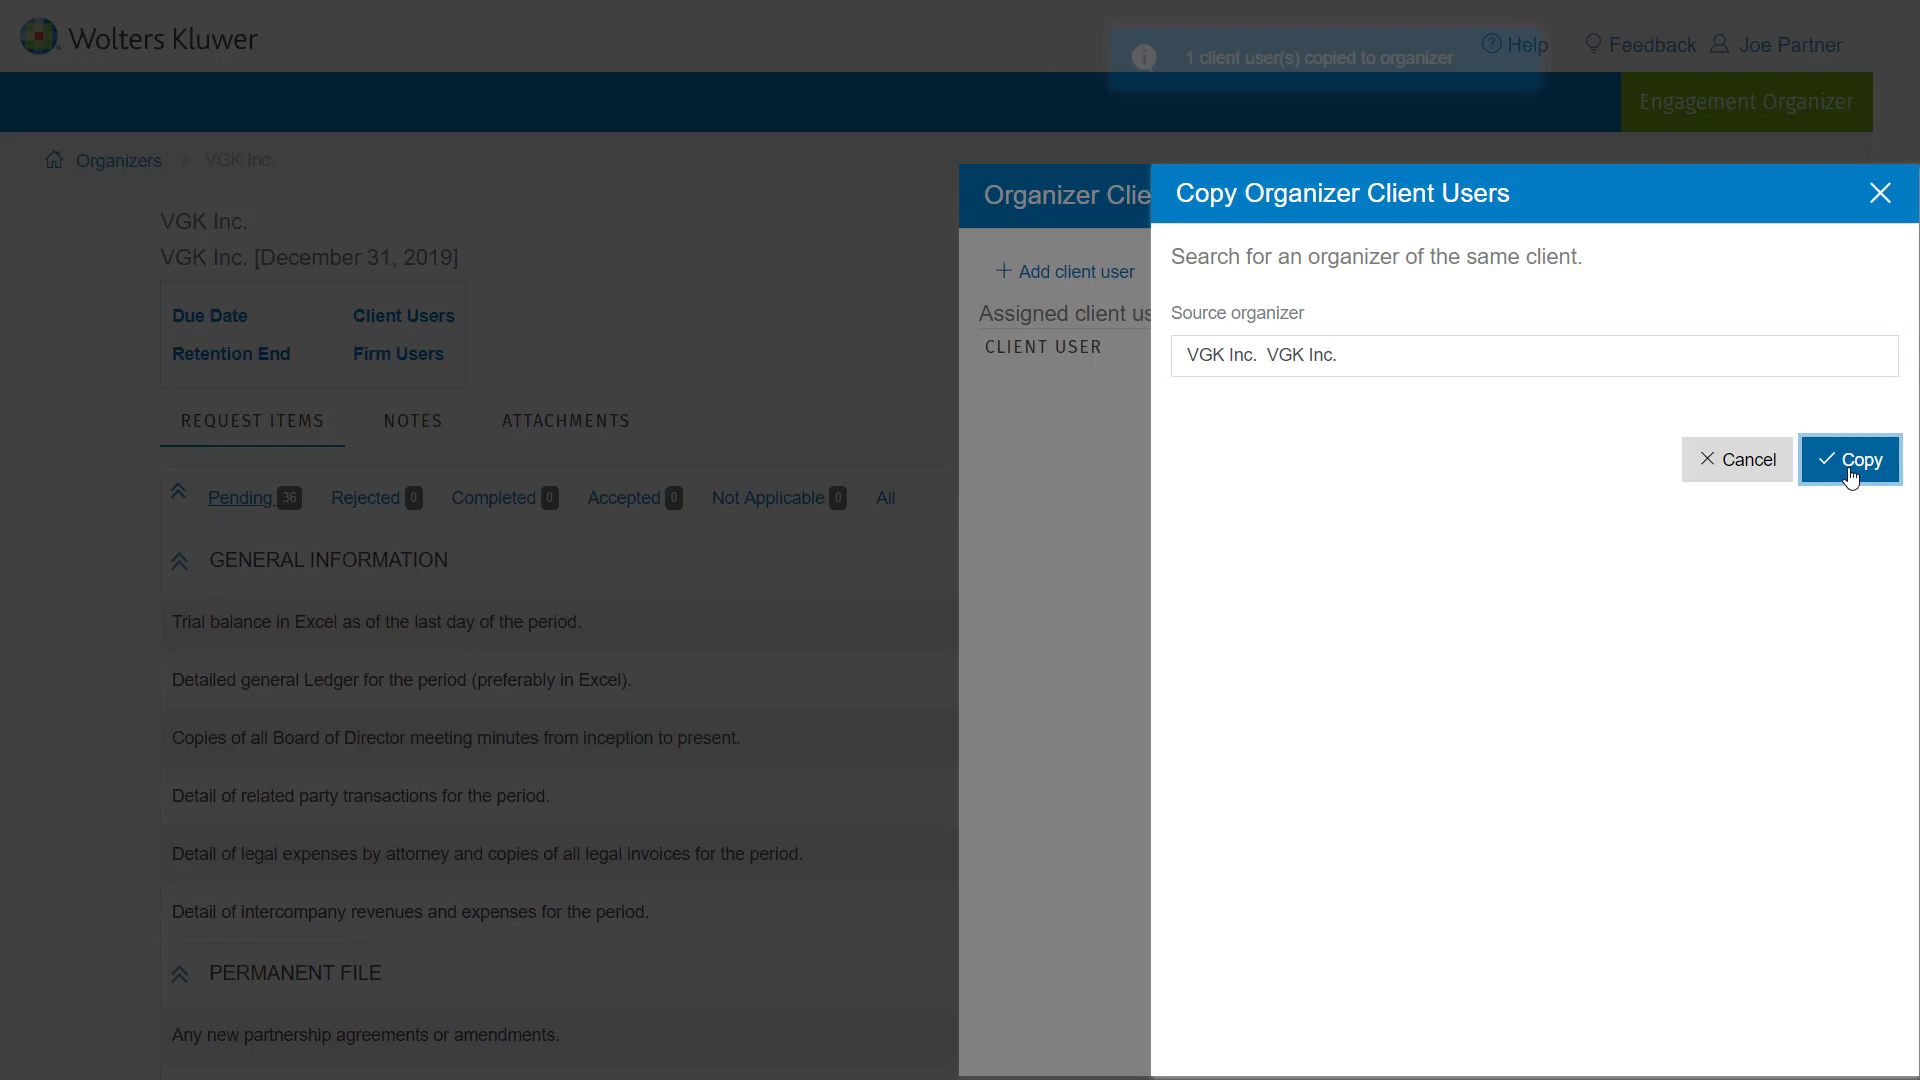 Wolters Kluwer
1 client user(s) copied to organizer
Help
Feedback
Joe Partner
Engagement Organizer
Organizers » VGK Inc.
VGK Inc.
VGK Inc. [December 31, 2019]
Due Date
Client Users
Retention End
Firm Users
REQUEST ITEMS
NOTES
ATTACHMENTS
Pending 36
Rejected 0
Completed 0
Accepted 0
Not Applicable 0
All
GENERAL INFORMATION
Trial balance in Excel as of the last day of the period.
Detailed general Ledger for the period (preferably in Excel).
Copies of all Board of Director meeting minutes from inception to present.
Detail of related party transactions for the period.
Detail of legal expenses by attorney and copies of all legal invoices for the period.
Detail of intercompany revenues and expenses for the period.
PERMANENT FILE
Any new partnership agreements or amendments.
Organizer Clie
+ Add client user
Assigned client us
CLIENT USER
Copy Organizer Client Users
Search for an organizer of the same client.
Source organizer
VGK Inc.  VGK Inc.
Cancel
Copy